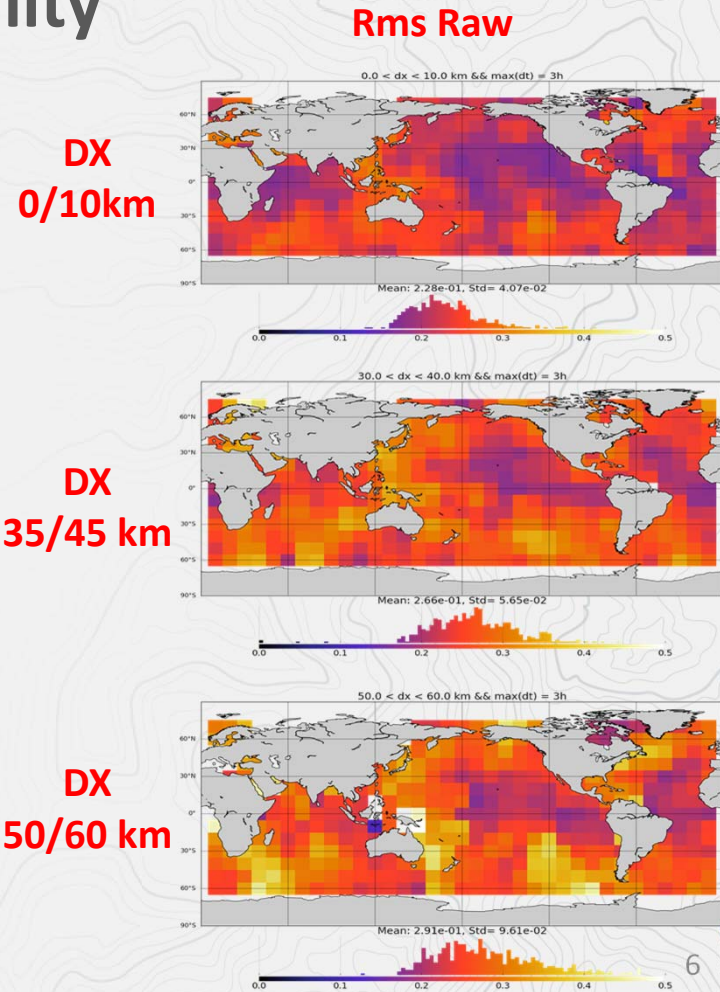 lity
Rms Raw
DX
0/10km
0.0 < dx < 10.0 km && max(dt) = 3h
60°N
30°N
0°
30°S
60°S
90°S
Mean: 2.28e-01, Std= 4.07e-02
0.0 0.1 0.2 0.3 0.4 0.5
DX
35/45 km
30.0 < dx < 40.0 km && max(dt) = 3h
60°N
30°N
0°
30°S
60°S
90°S
Mean: 2.66e-01, Std= 5.65e-02
0.0 0.1 0.2 0.3 0.4 0.5
DX
50/60 km
50.0 < dx < 60.0 km && max(dt) = 3h
60°N
30°N
0°
30°S
60°S
90°S
Mean: 2.91e-01, Std= 9.61e-02
0.0 0.1 0.2 0.3 0.4 0.5
6